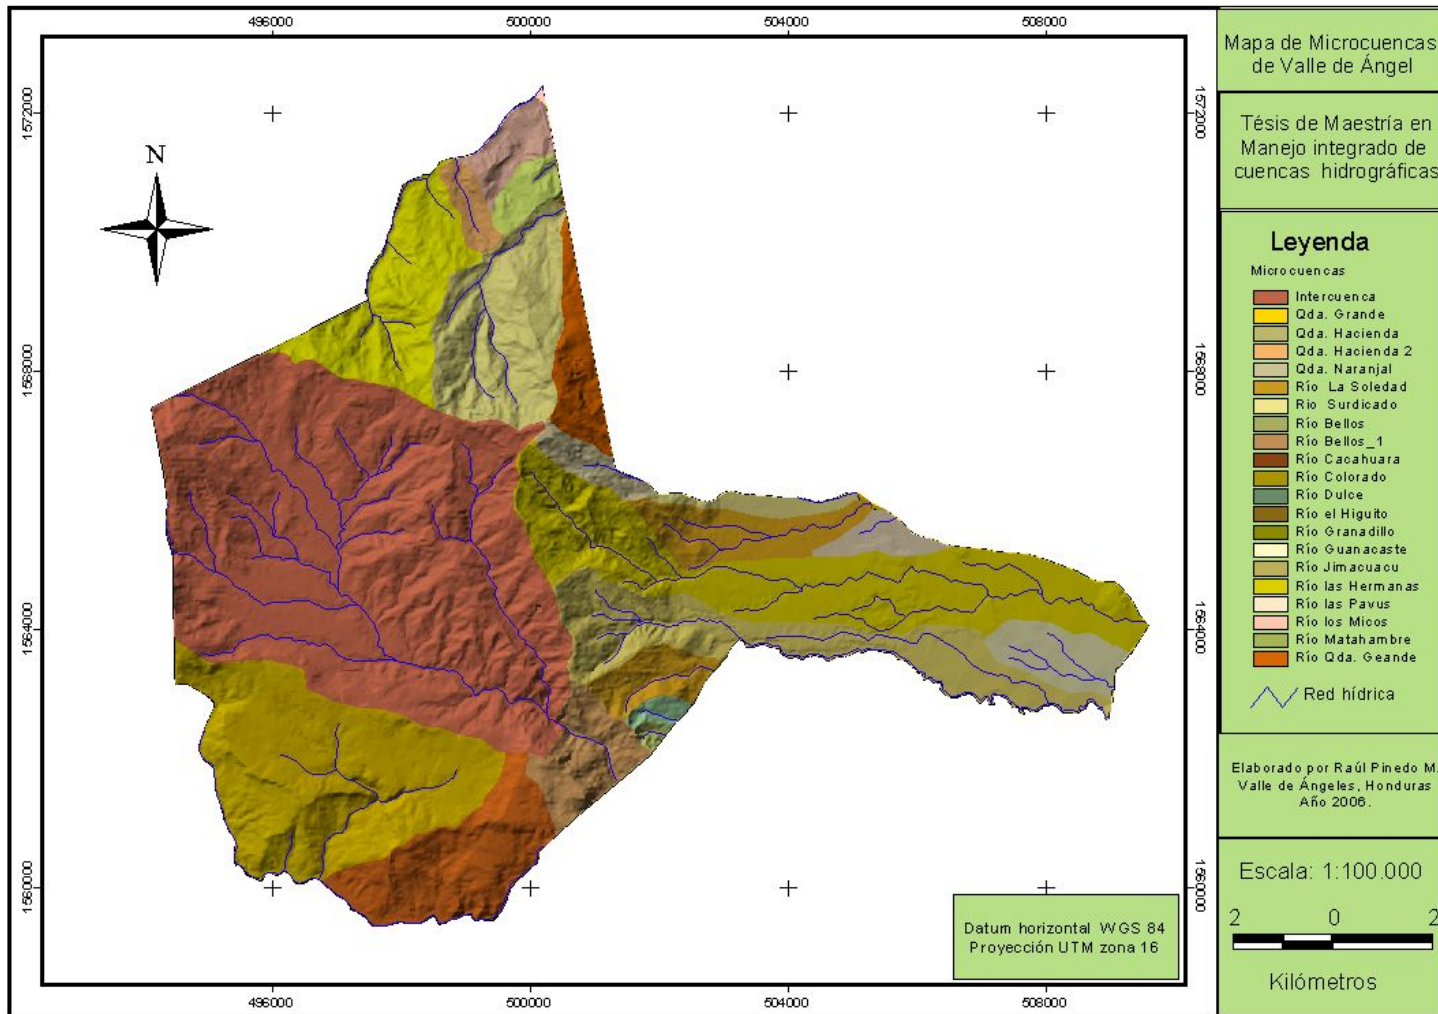 496000
500000
504000
508000
1572000
1568000
1564000
1560000
N
1572000
1568000
1564000
1560000
496000
500000
504000
508000
Datum horizontal WGS 84
Proyección UTM zona 16
Mapa de Microcuencas
de Valle de Ángel
Tésis de Maestría en
Manejo integrado de
cuencas hidrográficas
Leyenda
Microcuencas
Intercuenca
Qda. Grande
Qda. Hacienda
Qda. Hacienda 2
Qda. Naranjal
Río La Soledad
Rio Surdicado
Río Bellos
Río Bellos_1
Río Cacahuara
Río Colorado
Río Dulce
Río el Higuito
Río Granadillo
Río Guanacaste
Río Jimacuacu
Río las Hermanas
Río las Pavus
Río los Micos
Río Matahambre
Río Qda. Geande
Red hídrica
Elaborado por Raúl Pinedo M.
Valle de Ángeles, Honduras
Año 2006.
Escala: 1:100.000
2 0 2
Kilómetros